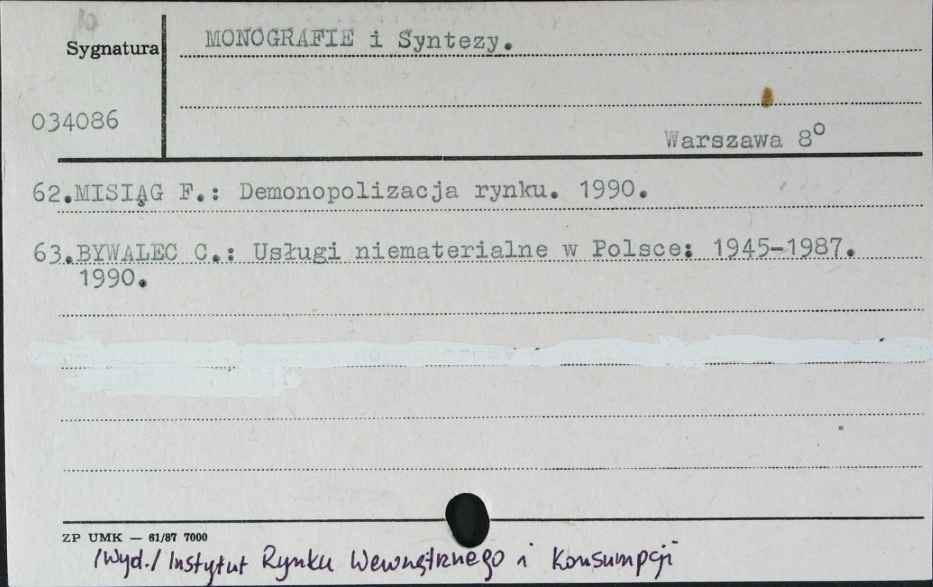 10
Sygnatura
MONOGRAFIE i Syntezy.
034086
Warszawa 8°
62.MISIĄG F.: Demonopolizacja rynku. 1990.
63.BYWALEC C.: Usługi niematerialne w Polsce: 1945-1987.
1990.
ZP UMK — 61/87 7000
/Wyd./ Instytut Rynku Wewnętrznego i Konsumpcji